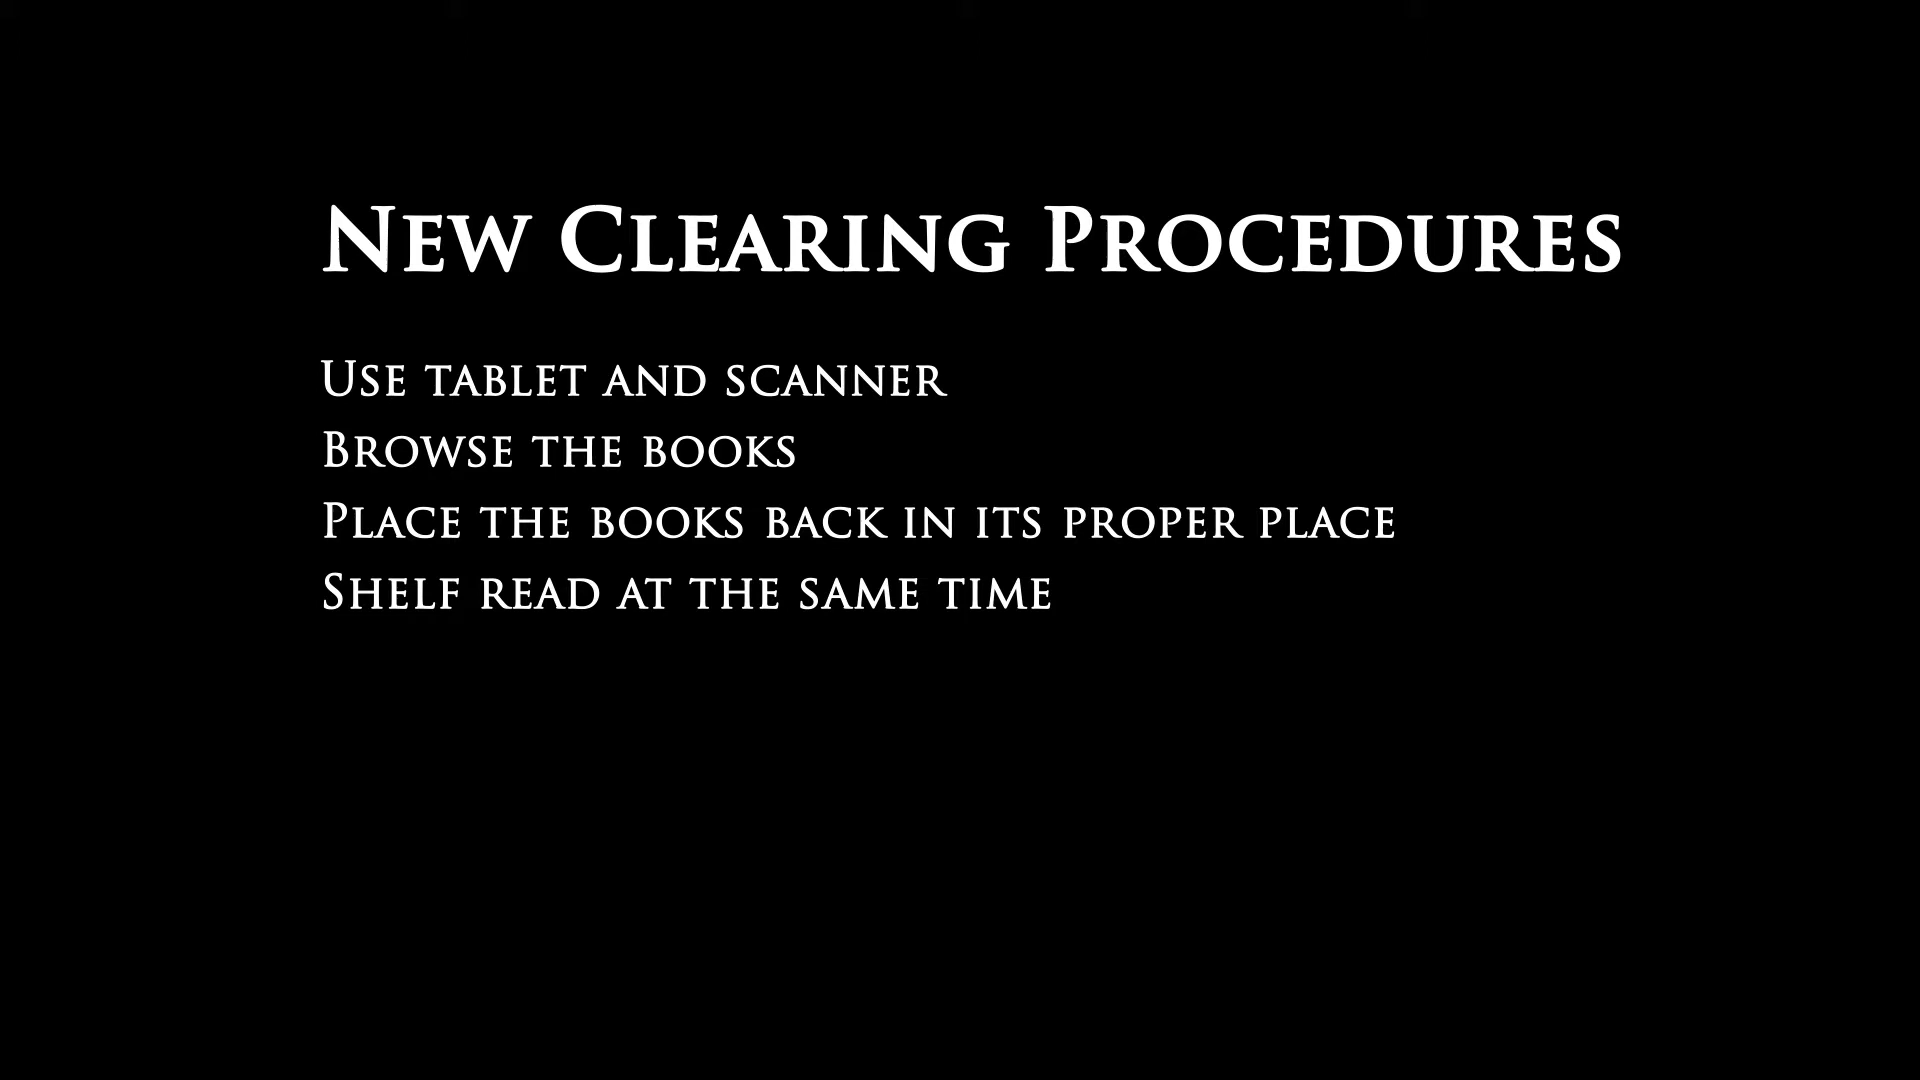 New Clearing Procedures
Use tablet and scanner
Browse the books
Place the books back in its proper place
Shelf read at the same time